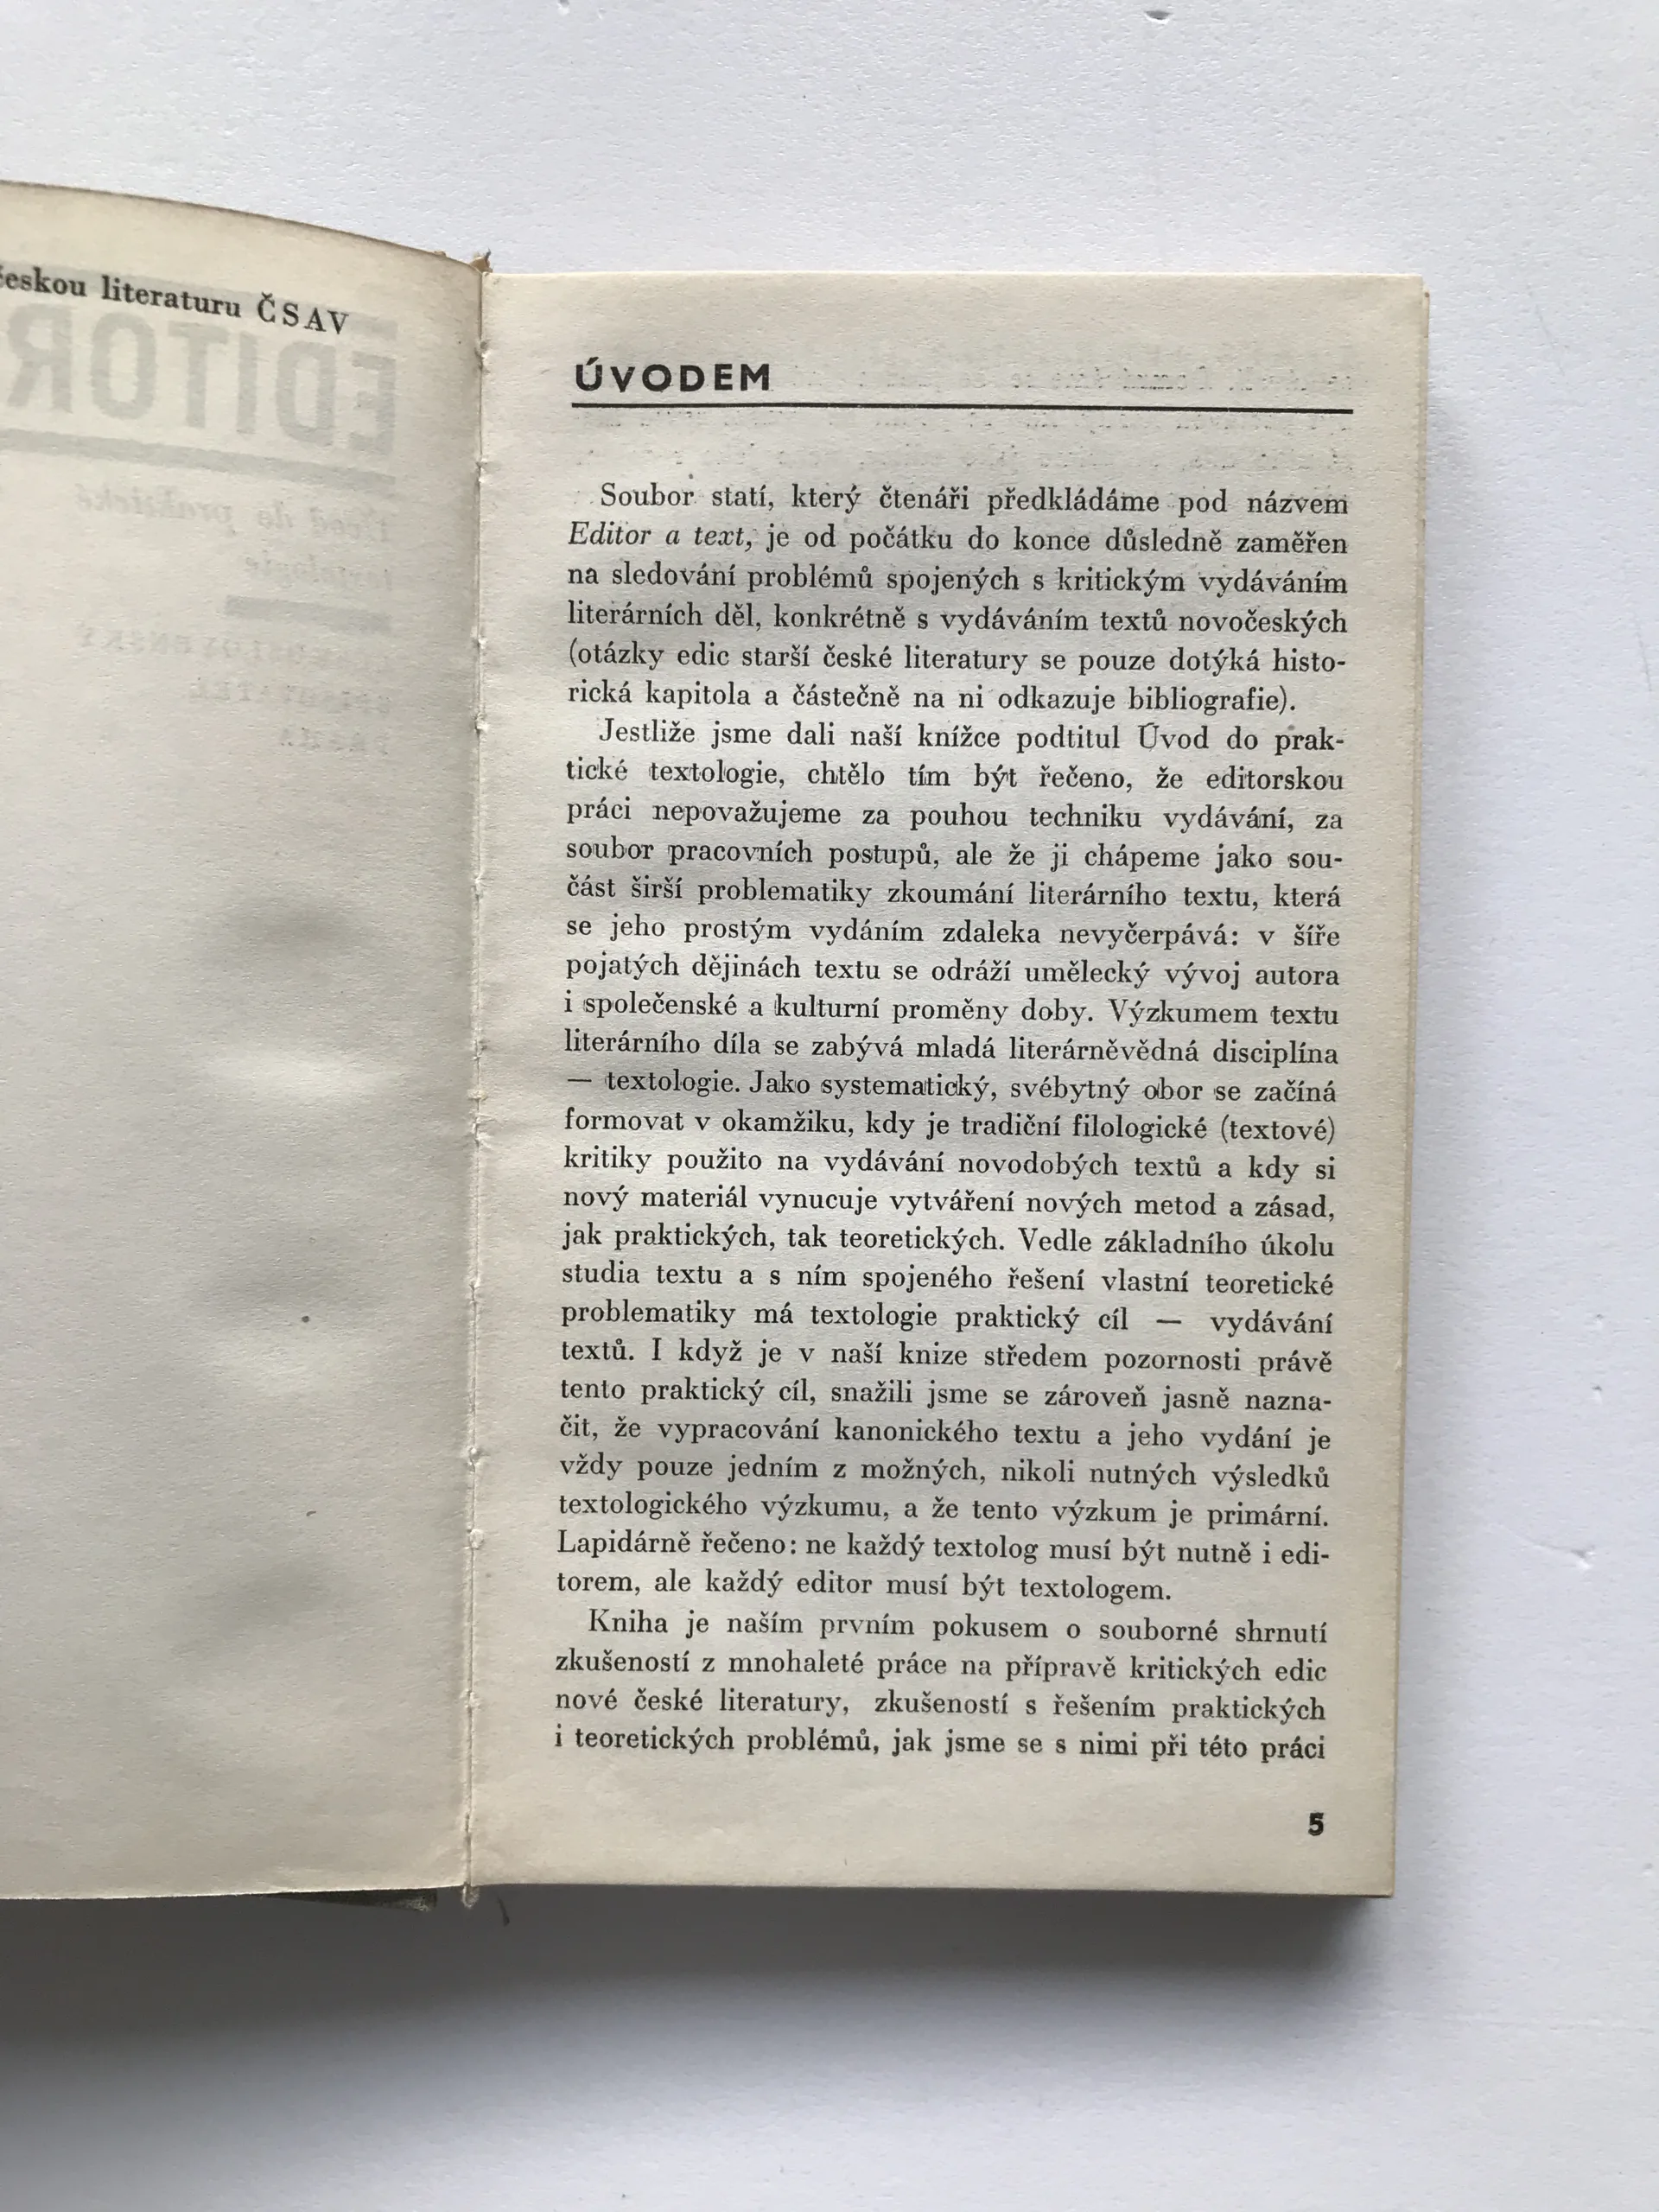 českou literaturu ČSAV
ÚVODEM
Soubor statí, který čtenáři předkládáme pod názvem
Editor a text, je od počátku do konce důsledně zaměřen
na sledování problémů spojených s kritickým vydáváním
literárních děl, konkrétně s vydáváním textů novočeských
(otázky edic starší české literatury se pouze dotýká histo-
rická kapitola a částečně na ni odkazuje bibliografie).
Jestliže jsme dali naší knížce podtitul Úvod do prak-
tické textologie, chtělo tím být řečeno, že editorskou
práci nepovažujeme za pouhou techniku vydávání, za
soubor pracovních postupů, ale že ji chápeme jako sou-
část širší problematiky zkoumání literárního textu, která
se jeho prostým vydáním zdaleka nevyčerpává: v šíře
pojatých dějinách textu se odráží umělecký vývoj autora
i společenské a kulturní proměny doby. Výzkumem textu
literárního díla se zabývá mladá literárněvědná disciplína
— textologie. Jako systematický, svébytný obor se začíná
formovat v okamžiku, kdy je tradiční filologické (textové)
kritiky použito na vydávání novodobých textů a kdy si
nový materiál vynucuje vytváření nových metod a zásad,
jak praktických, tak teoretických. Vedle základního úkolu
studia textu a s ním spojeného řešení vlastní teoretické
problematiky má textologie praktický cíl — vydávání
textů. I když je v naší knize středem pozornosti právě
tento praktický cíl, snažili jsme se zároveň jasně nazna-
čit, že vypracování kanonického textu a jeho vydání je
vždy pouze jedním z možných, nikoli nutných výsledků
textologického výzkumu, a že tento výzkum je primární.
Lapidárně řečeno: ne každý textolog musí být nutně i edi-
torem, ale každý editor musí být textologem.
Kniha je naším prvním pokusem o souborné shrnutí
zkušeností z mnohaleté práce na přípravě kritických edic
nové české literatury, zkušeností s řešením praktických
i teoretických problémů, jak jsme se s nimi při této práci
5